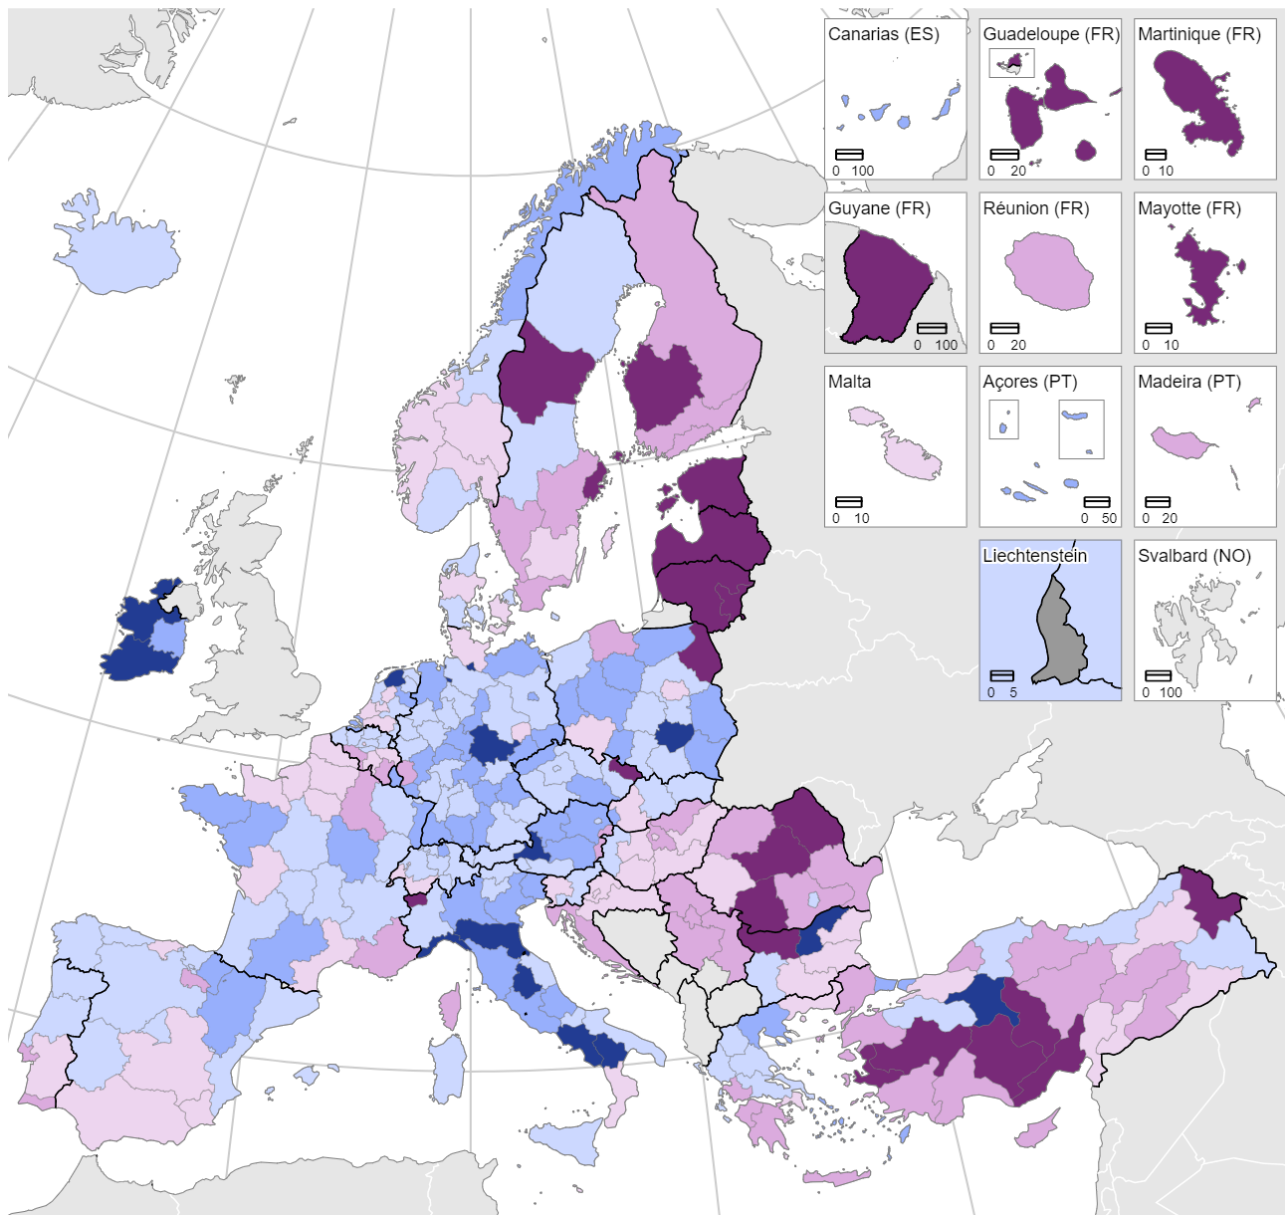 Canarias (ES)
0 100
Guadeloupe (FR)
0 20
Martinique (FR)
0 10
Guyane (FR)
0 100
Réunion (FR)
0 20
Mayotte (FR)
0 10
Malta
0 10
Açores (PT)
0 50
Madeira (PT)
0 20
Liechtenstein
0 5
Svalbard (NO)
0 100